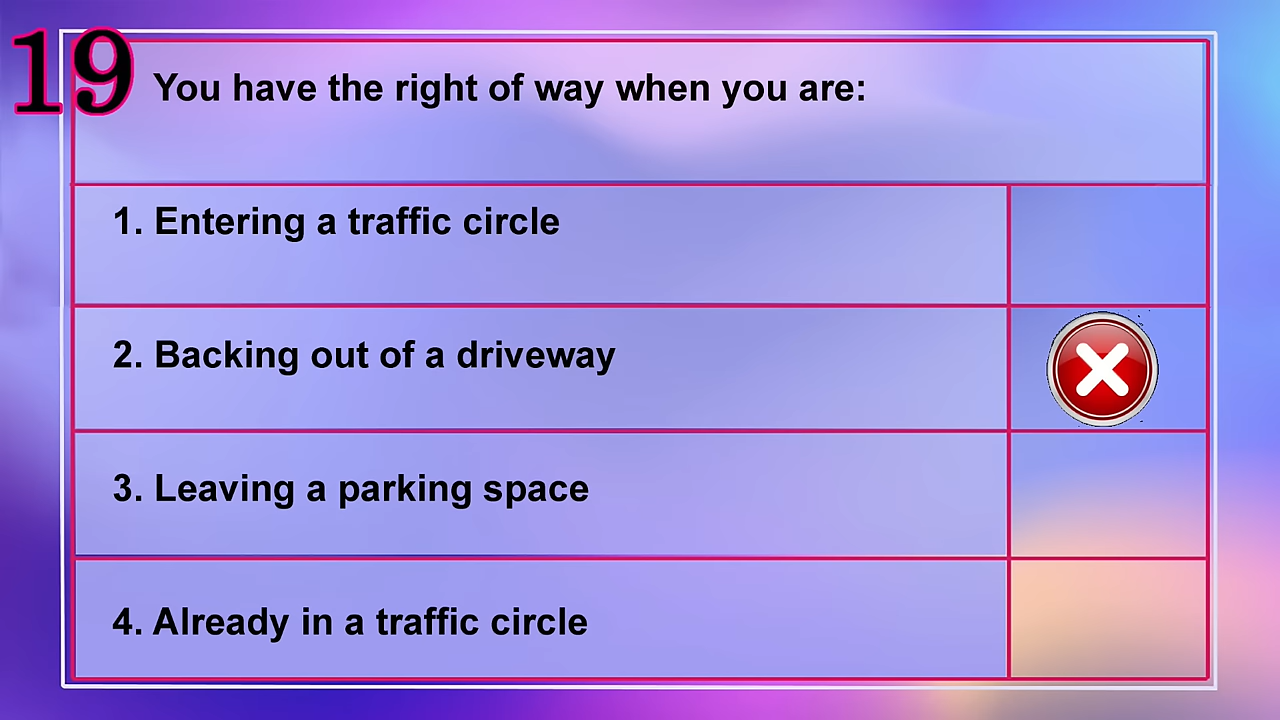 19
You have the right of way when you are:
1. Entering a traffic circle
2. Backing out of a driveway
3. Leaving a parking space
4. Already in a traffic circle